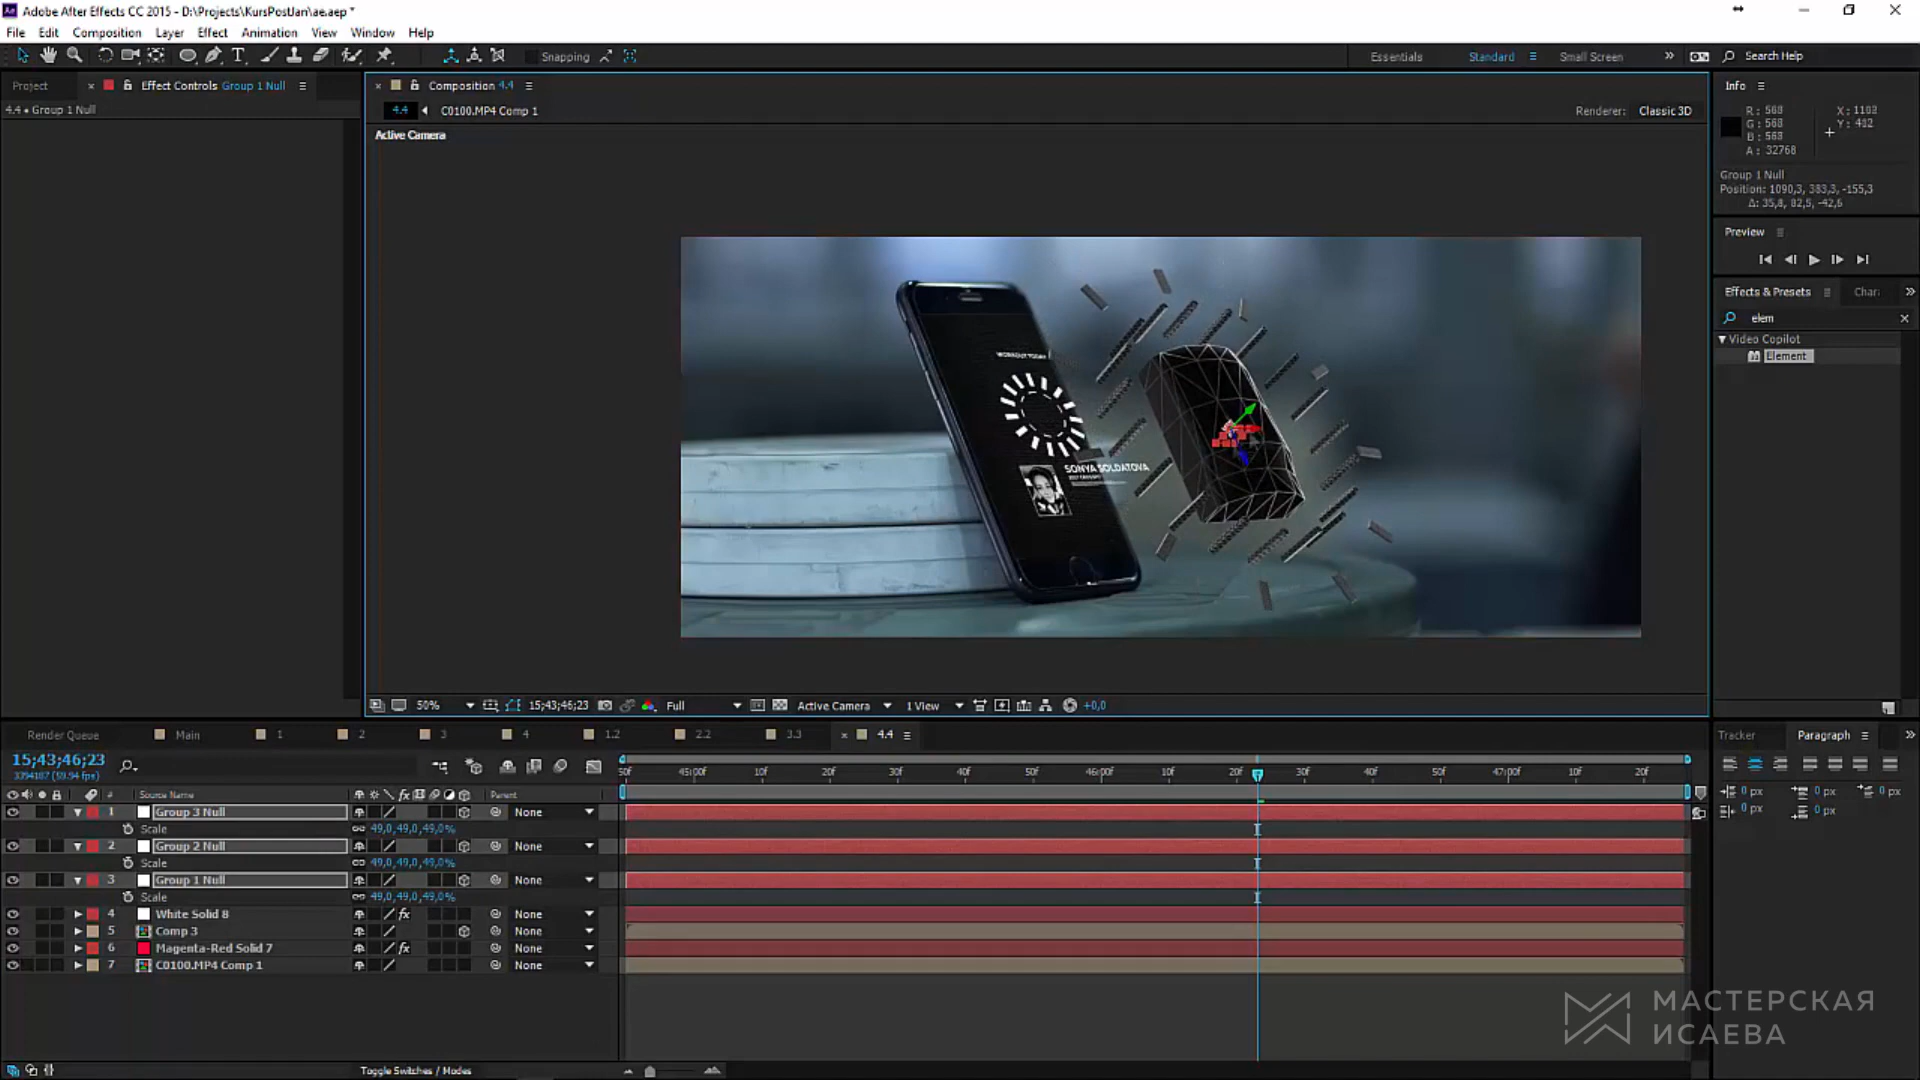 Adobe After Effects CC 2015 - D:\Projects\KursPostJan\ae.aep *
File Edit Composition Layer Effect Animation View Window Help
Snapping
Essentials Standard Small Screen Search Help
Project Effect Controls Group 1 Null
4.4 • Group 1 Null
Composition 4.4
4.4 C0100.MP4 Comp 1
Renderer: Classic 3D
Active Camera
Info
R: 568 X: 1103
G: 568 Y: 412
B: 568
A: 32768
Group 1 Null
Position: 1090,3, 383,3, -155,3
Δ: 35,8, 82,5, -42,6
Preview
Effects & Presets Char
elem
Video Copilot
Element
WORKOUT TODAY
SONYA SOLDATOVA
50% 15;43;46;23 Full Active Camera 1 View +0,0
Render Queue Main 1 2 3 4 1.2 2.2 3.3 4.4
15;43;46;23
3394187 (59.94 fps)
50f 45:00f 10f 20f 30f 40f 50f 46:00f 10f 20f 30f 40f 50f 47:00f 10f 20f
# Source Name Parent
1 Group 3 Null None
Scale 49,0,49,0,49,0%
2 Group 2 Null None
Scale 49,0,49,0,49,0%
3 Group 1 Null None
Scale 49,0,49,0,49,0%
4 White Solid 8 fx None
5 Comp 3 None
6 Magenta-Red Solid 7 fx None
7 C0100.MP4 Comp 1 None
Toggle Switches / Modes
Tracker Paragraph
0 px 0 px 0 px
0 px 0 px
МАСТЕРСКАЯ
ИСАЕВА